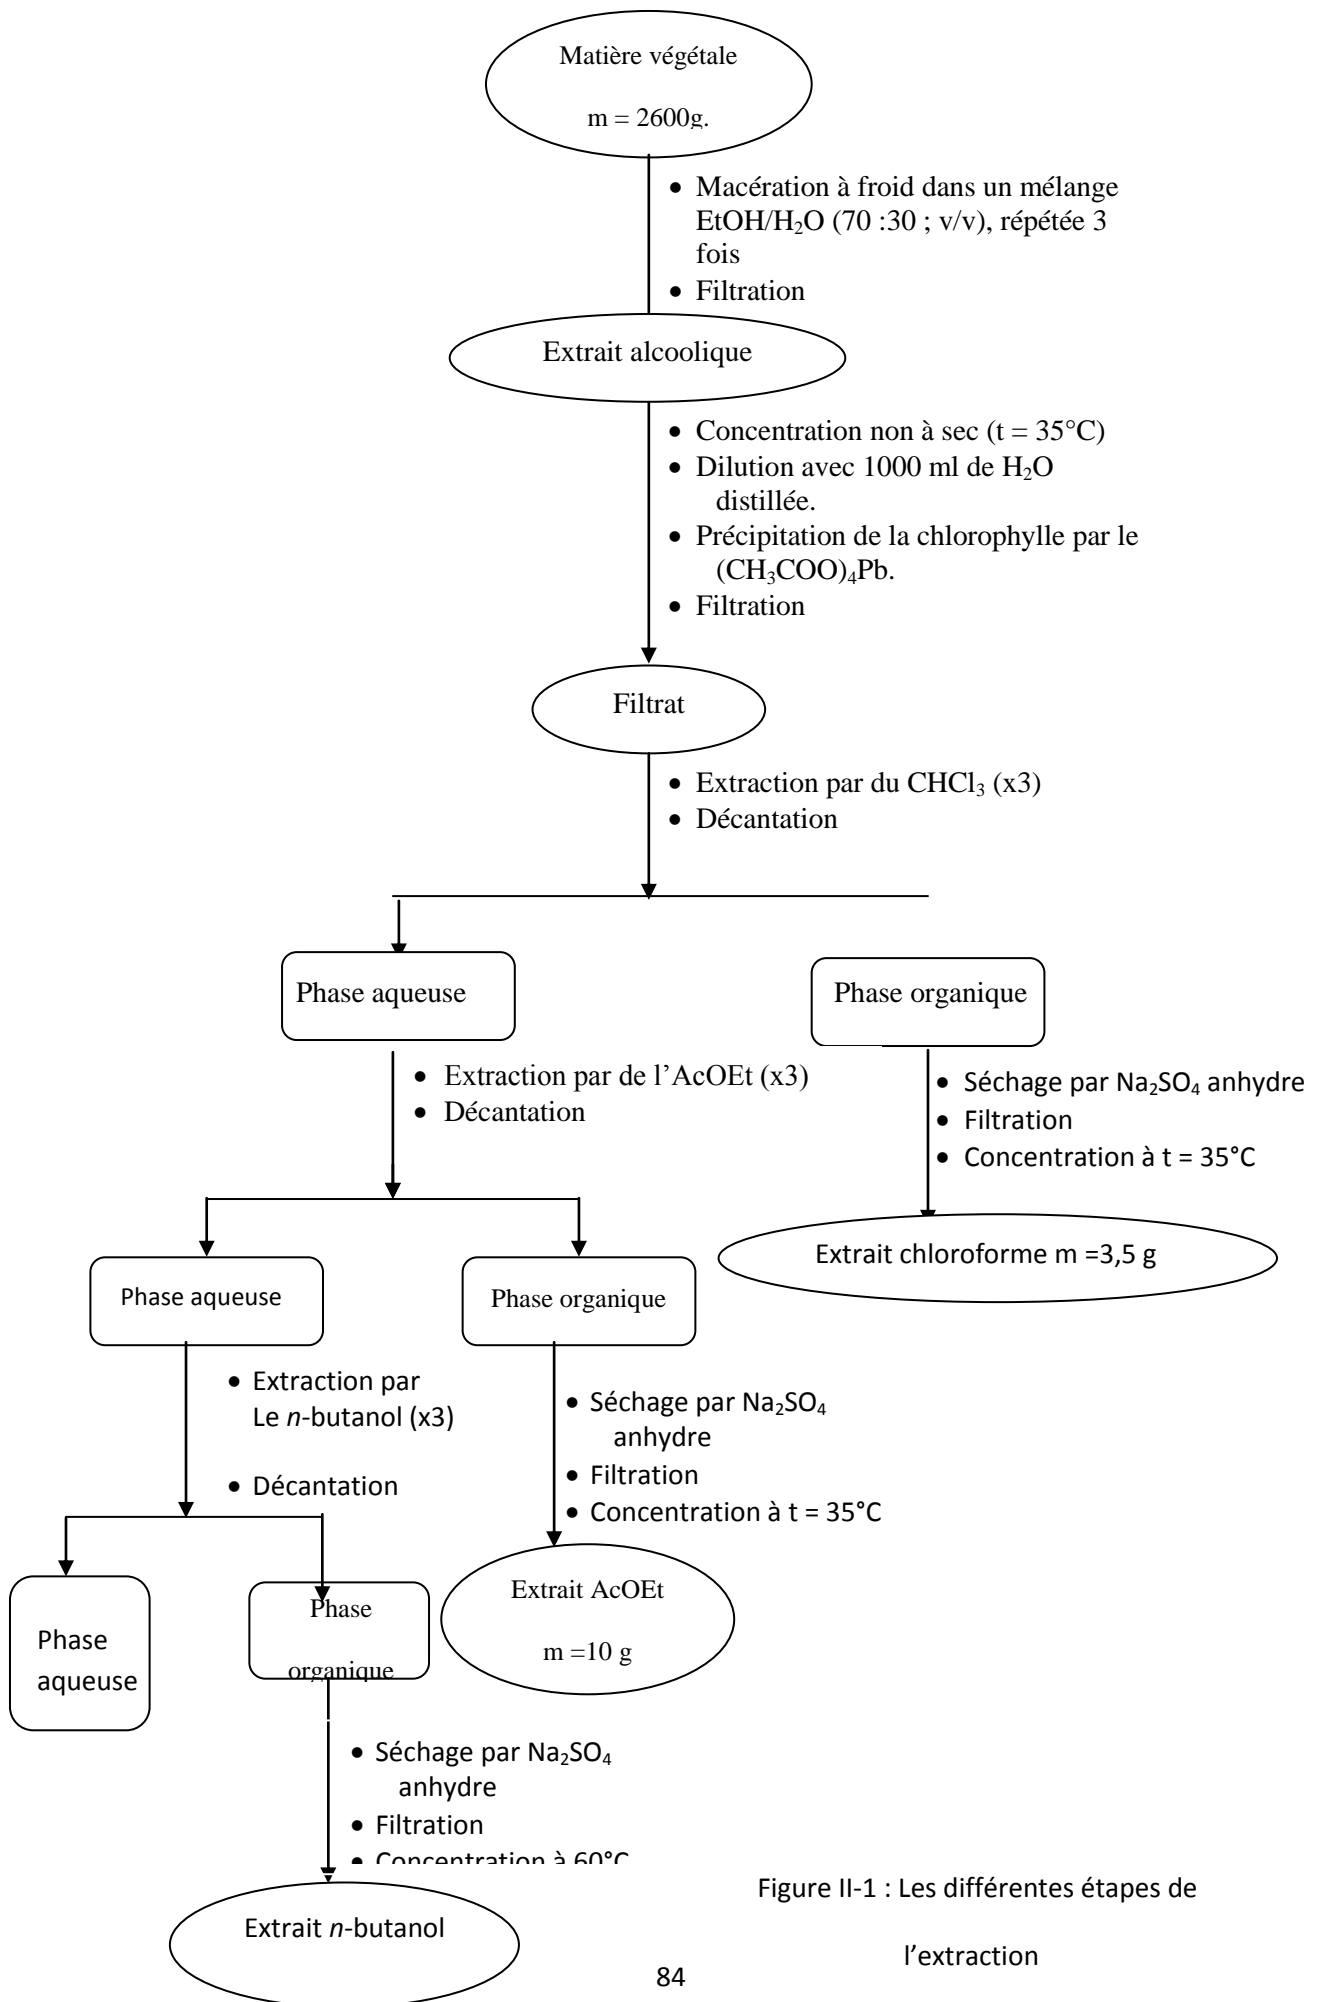 Matière végétale
m = 2600g.
• Macération à froid dans un mélange
EtOH/H₂O (70 :30 ; v/v), répétée 3
fois
• Filtration
Extrait alcoolique
• Concentration non à sec (t = 35°C)
• Dilution avec 1000 ml de H₂O
distillée.
• Précipitation de la chlorophylle par le
(CH₃COO)₄Pb.
• Filtration
Filtrat
• Extraction par du CHCl₃ (x3)
• Décantation
Phase aqueuse
Phase organique
• Extraction par de l’AcOEt (x3)
• Décantation
• Séchage par Na₂SO₄ anhydre
• Filtration
• Concentration à t = 35°C
Extrait chloroforme m =3,5 g
Phase aqueuse
Phase organique
• Extraction par
Le n-butanol (x3)
• Décantation
• Séchage par Na₂SO₄
anhydre
• Filtration
• Concentration à t = 35°C
Extrait AcOEt
m =10 g
Phase
aqueuse
Phase
organique
• Séchage par Na₂SO₄
anhydre
• Filtration
• Concentration à 60°C
Extrait n-butanol
Figure II-1 : Les différentes étapes de
l’extraction
84